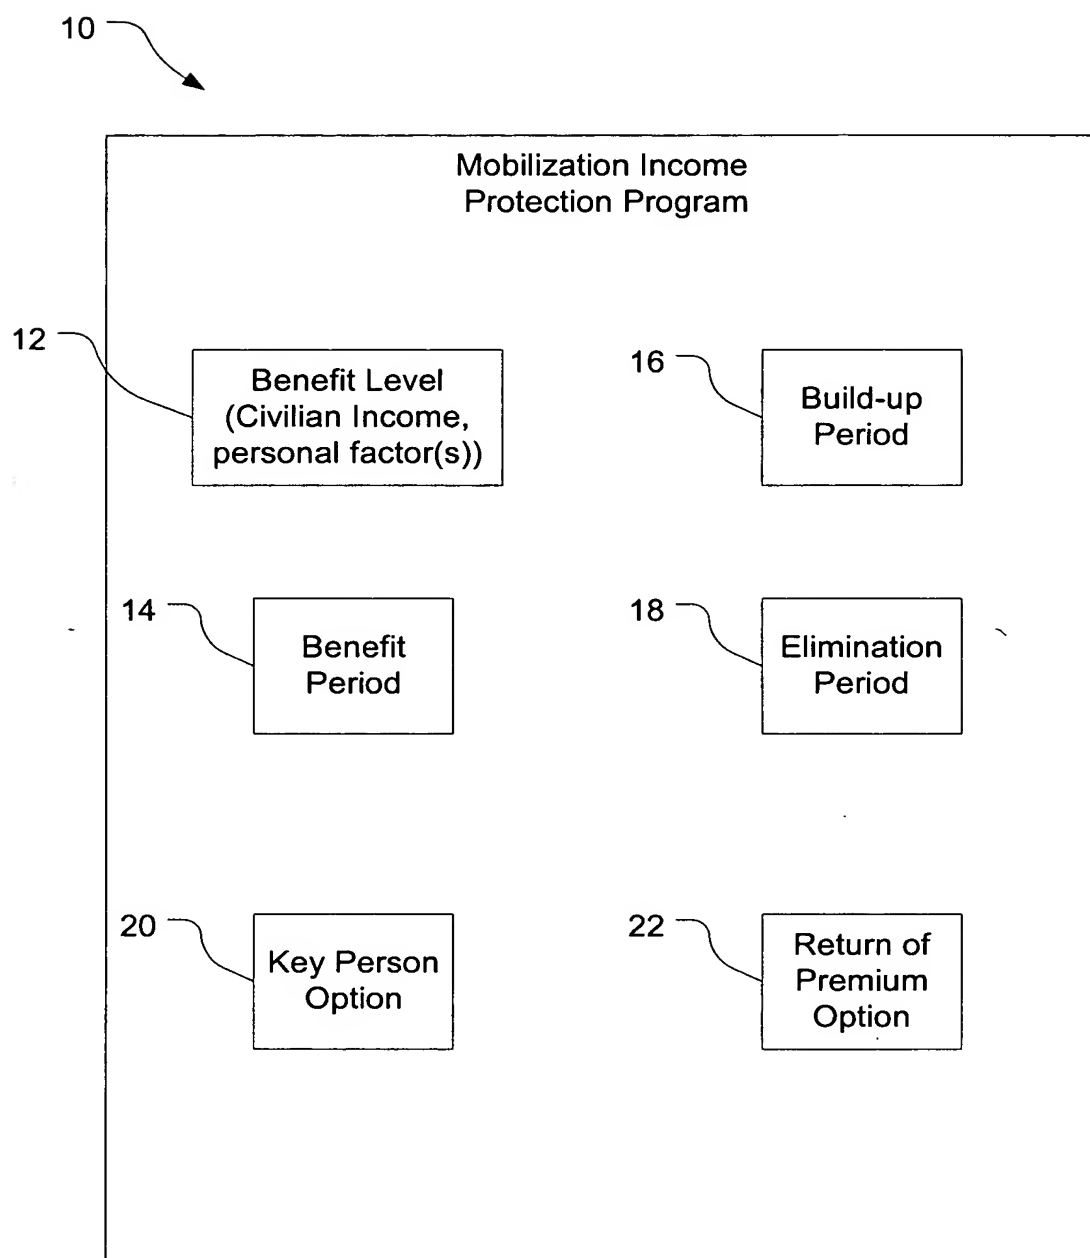 10
Mobilization Income
Protection Program
12
Benefit Level
(Civilian Income,
personal factor(s))
16
Build-up
Period
14
Benefit
Period
18
Elimination
Period
20
Key Person
Option
22
Return of
Premium
Option